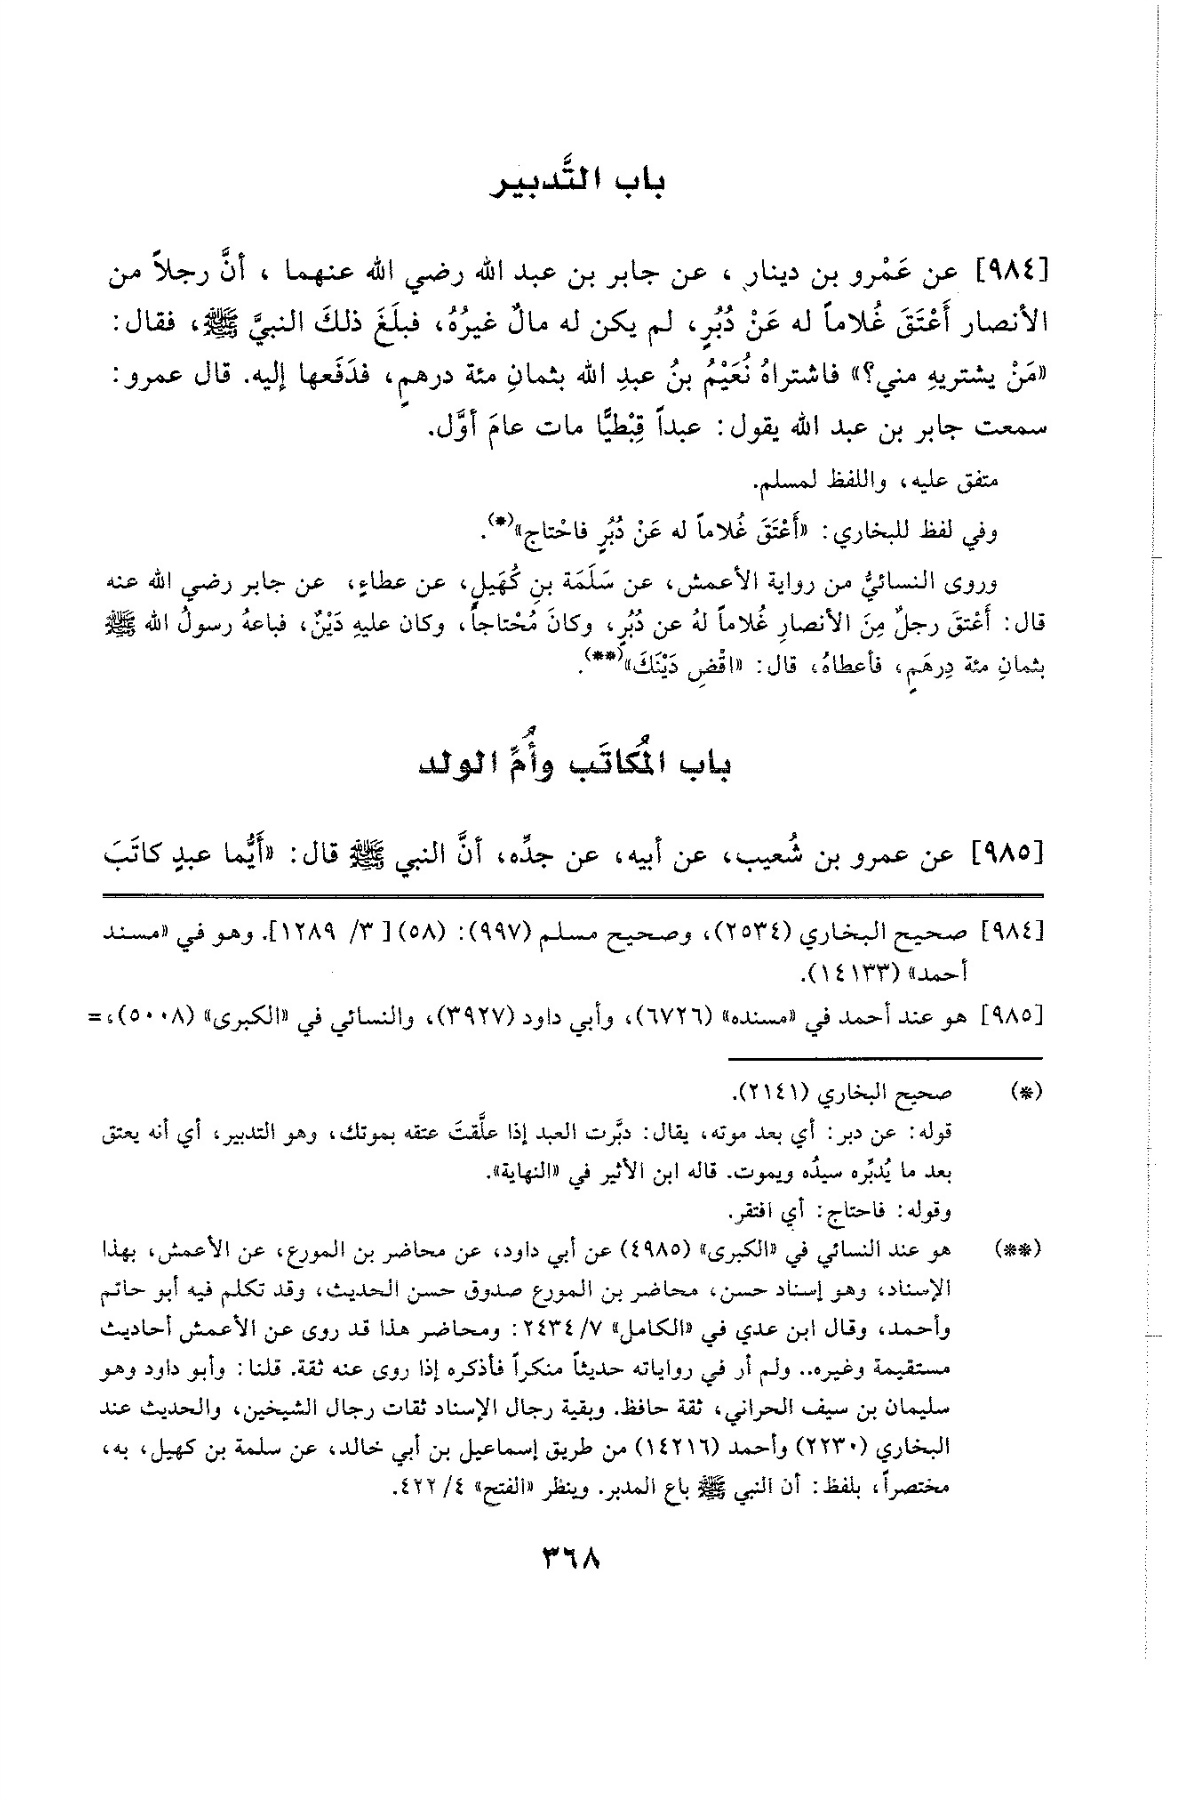 باب التَّدبير
[٩٨٤] عن عَمْرو بن دينار ، عن جابر بن عبد الله رضي الله عنهما ، أنَّ رجلاً من
الأنصار أَعْتَقَ غُلاماً له عَنْ دُبُرٍ، لم يكن له مالٌ غيرُهُ، فبلَغَ ذلكَ النبيَّ ﷺ، فقال:
«مَنْ يشتريهِ مني؟» فاشتراهُ نُعَيْمُ بنُ عبدِ الله بثمانِ مئة درهمٍ، فدَفَعها إليه. قال عمرو:
سمعت جابر بن عبد الله يقول: عبداً قِبْطيًّا مات عامَ أوَّل.
متفق عليه، واللفظ لمسلم.
وفي لفظ للبخاري: «أَعْتَقَ غُلاماً له عَنْ دُبُرٍ فاحْتاج»(*).
وروى النسائيُّ من رواية الأعمش، عن سَلَمَة بنِ كُهَيلٍ، عن عطاءٍ، عن جابر رضي الله عنه
قال: أَعْتقَ رجلٌ مِنَ الأنصارِ غُلاماً لهُ عن دُبُرٍ، وكانَ مُحْتاجاً، وكان عليهِ دَيْنٌ، فباعهُ رسولُ الله ﷺ
بثمانِ مئة دِرهَمٍ، فأعطاهُ، قال: «اقْضِ دَيْنَكَ»(**).
باب المُكاتَب وأُمِّ الولد
[٩٨٥] عن عمرو بن شُعيب، عن أبيه، عن جدِّه، أنَّ النبي ﷺ قال: «أَيُّما عبدٍ كاتَبَ
[٩٨٤] صحيح البخاري (٢٥٣٤)، وصحيح مسلم (٩٩٧): (٥٨) [٣/ ١٢٨٩]. وهو في «مسند
أحمد» (١٤١٣٣).
[٩٨٥] هو عند أحمد في «مسنده» (٦٧٢٦)، وأبي داود (٣٩٢٧)، والنسائي في «الكبرى» (٥٠٠٨)،=
(*) صحيح البخاري (٢١٤١).
قوله: عن دبر: أي بعد موته، يقال: دبَّرت العبد إذا علَّقتَ عتقه بموتك، وهو التدبير، أي أنه يعتق
بعد ما يُدبِّره سيدُه ويموت. قاله ابن الأثير في «النهاية».
وقوله: فاحتاج: أي افتقر.
(**) هو عند النسائي في «الكبرى» (٤٩٨٥) عن أبي داود، عن محاضر بن المورع، عن الأعمش، بهذا
الإسناد، وهو إسناد حسن، محاضر بن المورع صدوق حسن الحديث، وقد تكلم فيه أبو حاتم
وأحمد، وقال ابن عدي في «الكامل» ٧/ ٢٤٣٤: ومحاضر هذا قد روى عن الأعمش أحاديث
مستقيمة وغيره.. ولم أر في رواياته حديثاً منكراً فأذكره إذا روى عنه ثقة. قلنا: وأبو داود وهو
سليمان بن سيف الحراني، ثقة حافظ. وبقية رجال الإسناد ثقات رجال الشيخين، والحديث عند
البخاري (٢٢٣٠) وأحمد (١٤٢١٦) من طريق إسماعيل بن أبي خالد، عن سلمة بن كهيل، به،
مختصراً، بلفظ: أن النبي ﷺ باع المدبر. وينظر «الفتح» ٤/ ٤٢٢.
٣٦٨